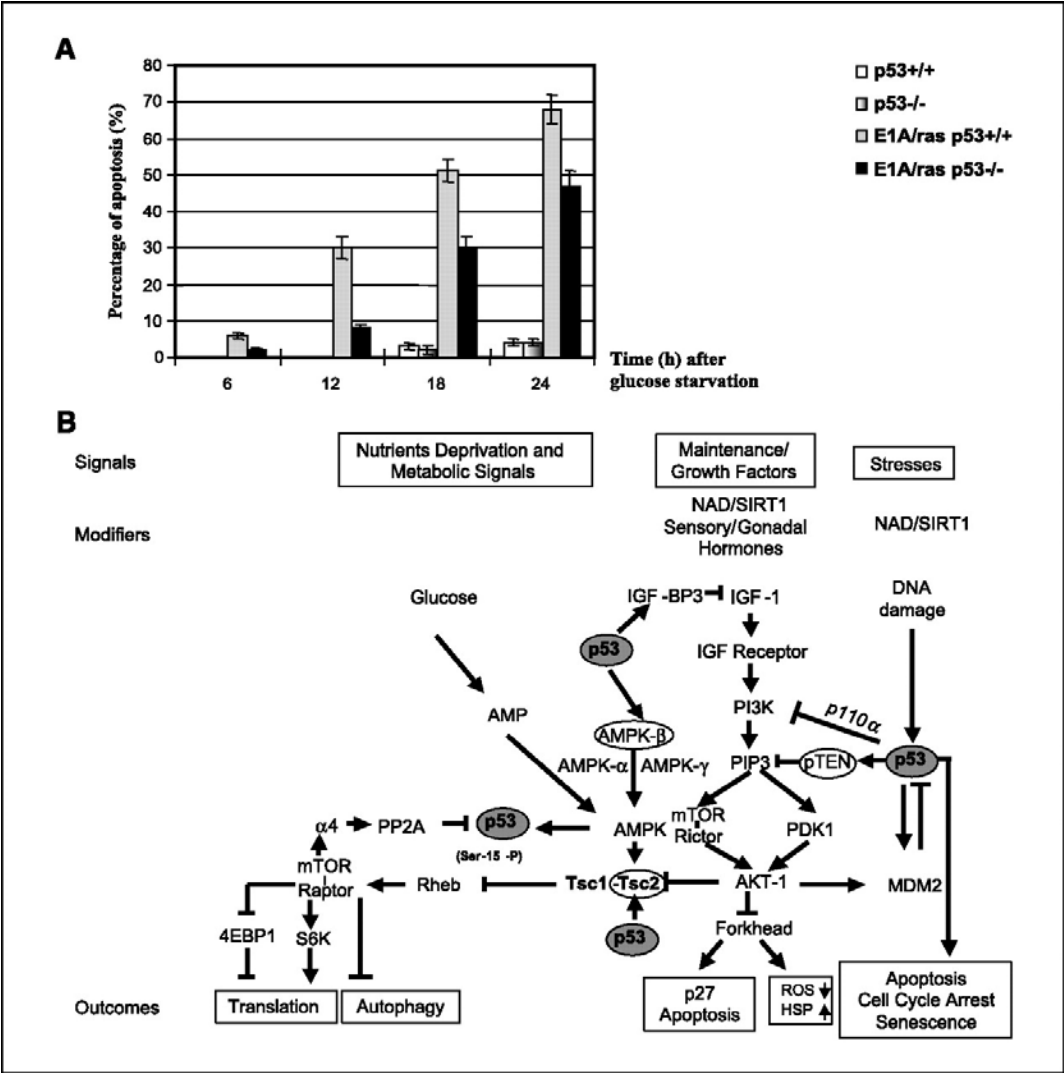 A
80
70
60
50
40
30
20
10
0
Percentage of apoptosis (%)
6 12 18 24
Time (h) after
glucose starvation
p53+/+
p53-/-
E1A/ras p53+/+
E1A/ras p53-/-
B
Signals
Nutrients Deprivation and
Metabolic Signals
Maintenance/
Growth Factors
Stresses
Modifiers
NAD/SIRT1
Sensory/Gonadal
Hormones
NAD/SIRT1
Glucose
IGF -BP3
IGF -1
DNA
damage
p53
IGF Receptor
AMP
PI3K
p110α
AMPK-β
AMPK-α
AMPK-γ
PIP3
pTEN
p53
α4
PP2A
p53
(Ser-15 -P)
AMPK
mTOR
Rictor
PDK1
mTOR
Raptor
Rheb
Tsc1 -Tsc2
AKT-1
MDM2
4EBP1
S6K
p53
Forkhead
Outcomes
Translation
Autophagy
p27
Apoptosis
ROS
HSP
Apoptosis
Cell Cycle Arrest
Senescence